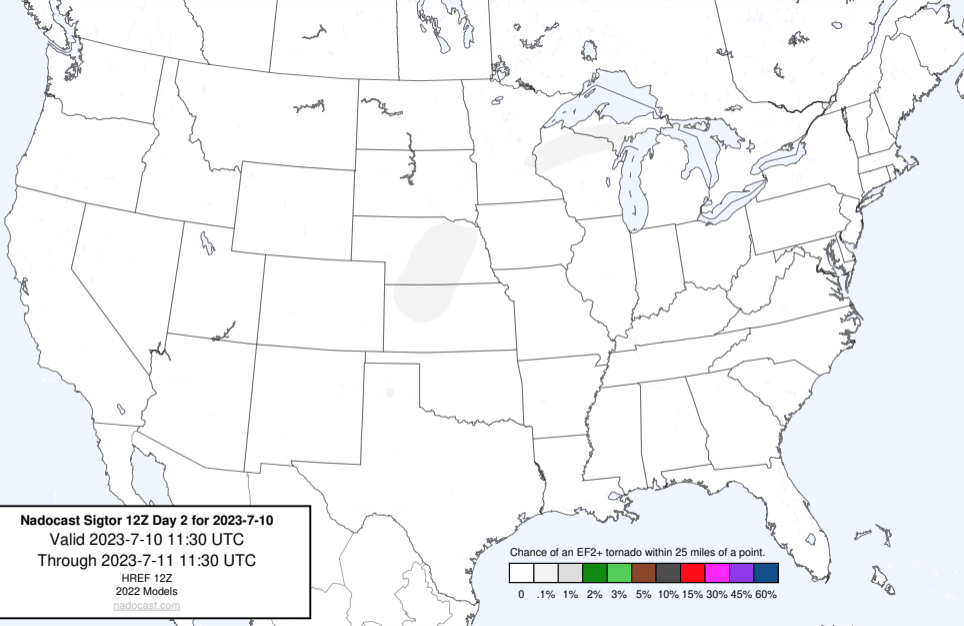 Nadocast Sigtor 12Z Day 2 for 2023-7-10
Valid 2023-7-10 11:30 UTC
Through 2023-7-11 11:30 UTC
HREF 12Z
2022 Models
nadocast.com
Chance of an EF2+ tornado within 25 miles of a point.
0 .1% 1% 2% 3% 5% 10% 15% 30% 45% 60%